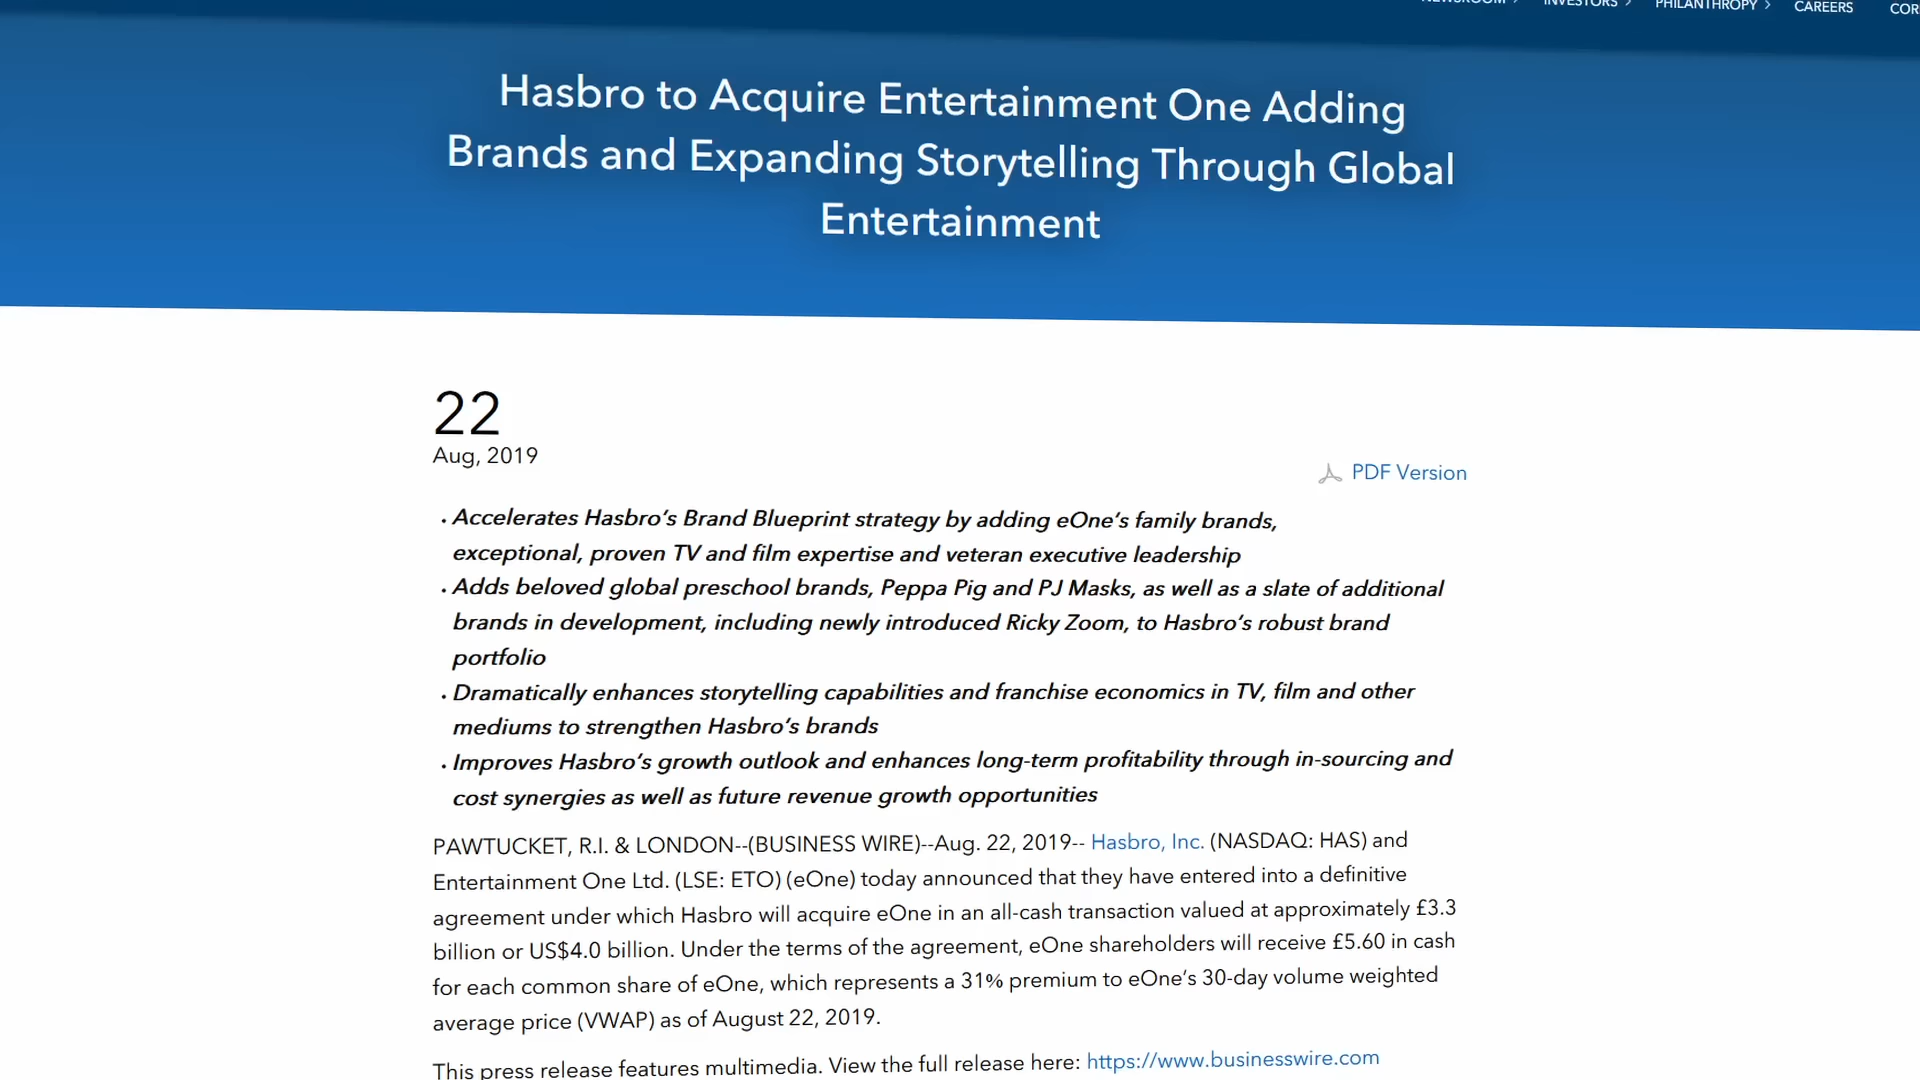 NEWSROOM INVESTORS PHILANTHROPY CAREERS
Hasbro to Acquire Entertainment One Adding
Brands and Expanding Storytelling Through Global
Entertainment
22
Aug, 2019
PDF Version
• Accelerates Hasbro’s Brand Blueprint strategy by adding eOne’s family brands,
exceptional, proven TV and film expertise and veteran executive leadership
• Adds beloved global preschool brands, Peppa Pig and PJ Masks, as well as a slate of additional
brands in development, including newly introduced Ricky Zoom, to Hasbro’s robust brand
portfolio
• Dramatically enhances storytelling capabilities and franchise economics in TV, film and other
mediums to strengthen Hasbro’s brands
• Improves Hasbro’s growth outlook and enhances long-term profitability through in-sourcing and
cost synergies as well as future revenue growth opportunities
PAWTUCKET, R.I. & LONDON--(BUSINESS WIRE)--Aug. 22, 2019-- Hasbro, Inc. (NASDAQ: HAS) and
Entertainment One Ltd. (LSE: ETO) (eOne) today announced that they have entered into a definitive
agreement under which Hasbro will acquire eOne in an all-cash transaction valued at approximately £3.3
billion or US$4.0 billion. Under the terms of the agreement, eOne shareholders will receive £5.60 in cash
for each common share of eOne, which represents a 31% premium to eOne’s 30-day volume weighted
average price (VWAP) as of August 22, 2019.
This press release features multimedia. View the full release here: https://www.businesswire.com